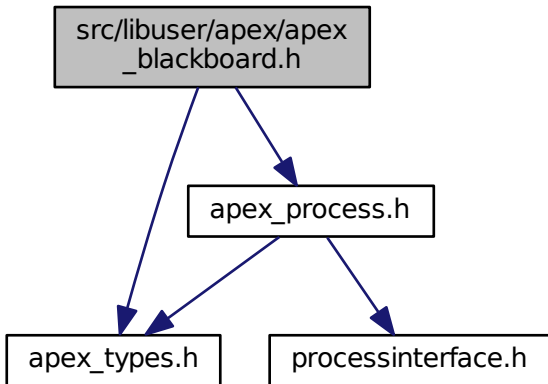 src/libuser/apex/apex
_blackboard.h
apex_process.h
apex_types.h
processinterface.h